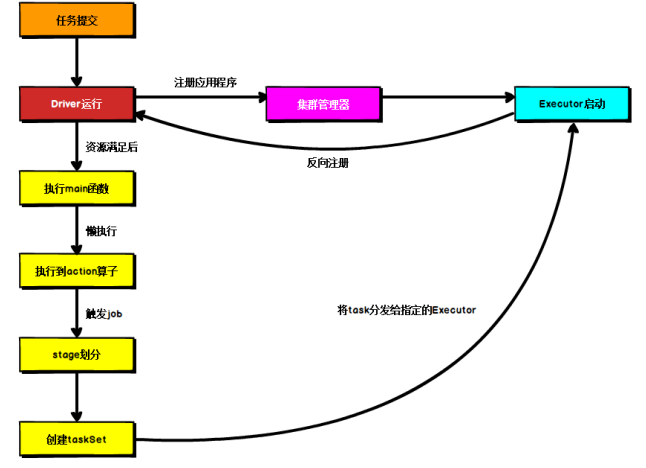 任务提交
Driver运行
注册应用程序
集群管理器
Executor启动
反向注册
资源满足后
执行main函数
懒执行
执行到action算子
触发job
将task分发给指定的Executor
stage划分
创建taskSet